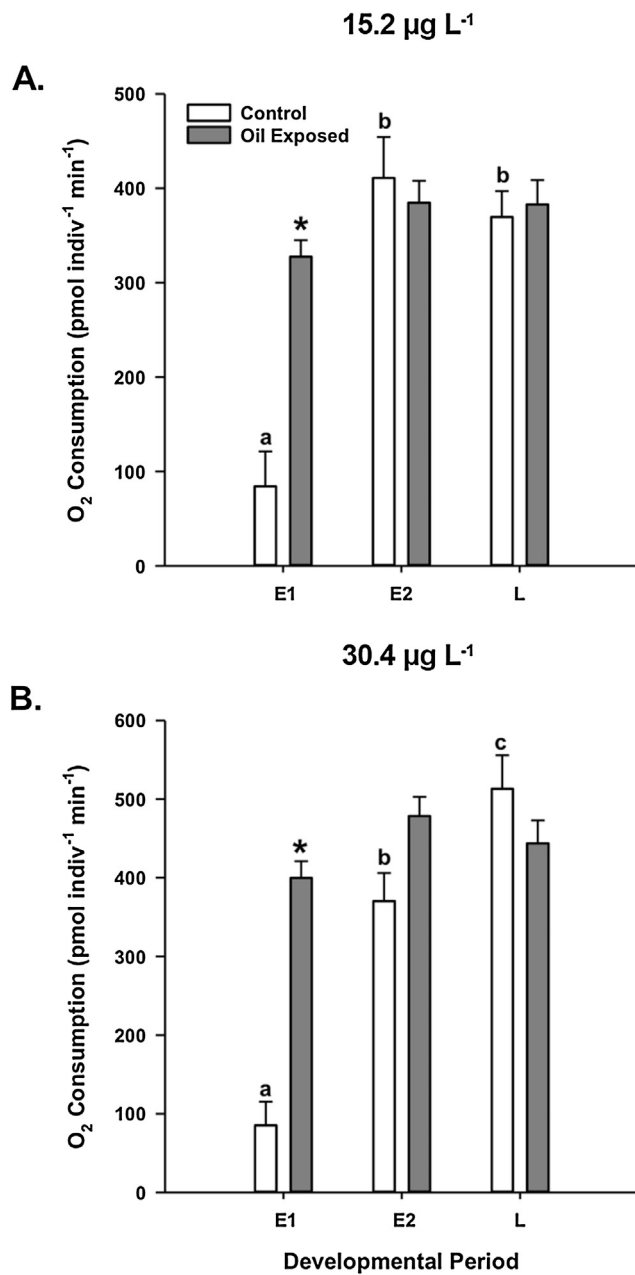 15.2 µg L-1
A.
O2 Consumption (pmol indiv-1 min-1)
500
400
300
200
100
0
Control
Oil Exposed
a
*
b
b
E1
E2
L
30.4 µg L-1
B.
O2 Consumption (pmol indiv-1 min-1)
600
500
400
300
200
100
0
a
*
b
c
E1
E2
L
Developmental Period